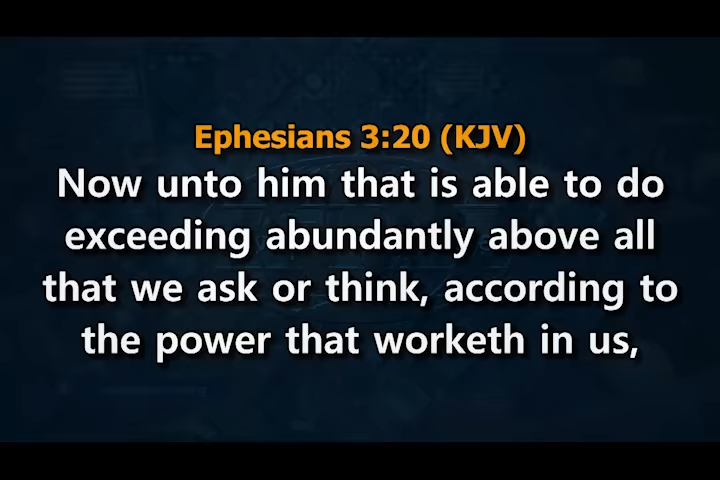 Ephesians 3:20 (KJV)
Now unto him that is able to do
exceeding abundantly above all
that we ask or think, according to
the power that worketh in us,